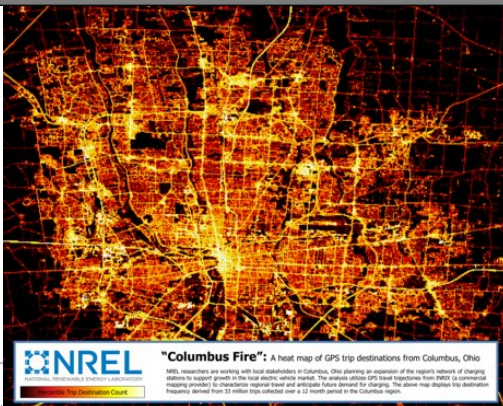 NREL
NATIONAL RENEWABLE ENERGY LABORATORY
Percentile Trip Destination Count
"Columbus Fire": A heat map of GPS trip destinations from Columbus, Ohio
NREL researchers are working with local stakeholders in Columbus, Ohio planning an expansion of the region's network of charging
stations to support growth in the local electric vehicle market. The analysis utilizes GPS travel trajectories from INRIX (a commercial
mapping provider) to characterize regional travel and anticipate future demand for charging. The above map displays trip destination
frequency derived from 33 million trips collected over a 12 month period in the Columbus region.